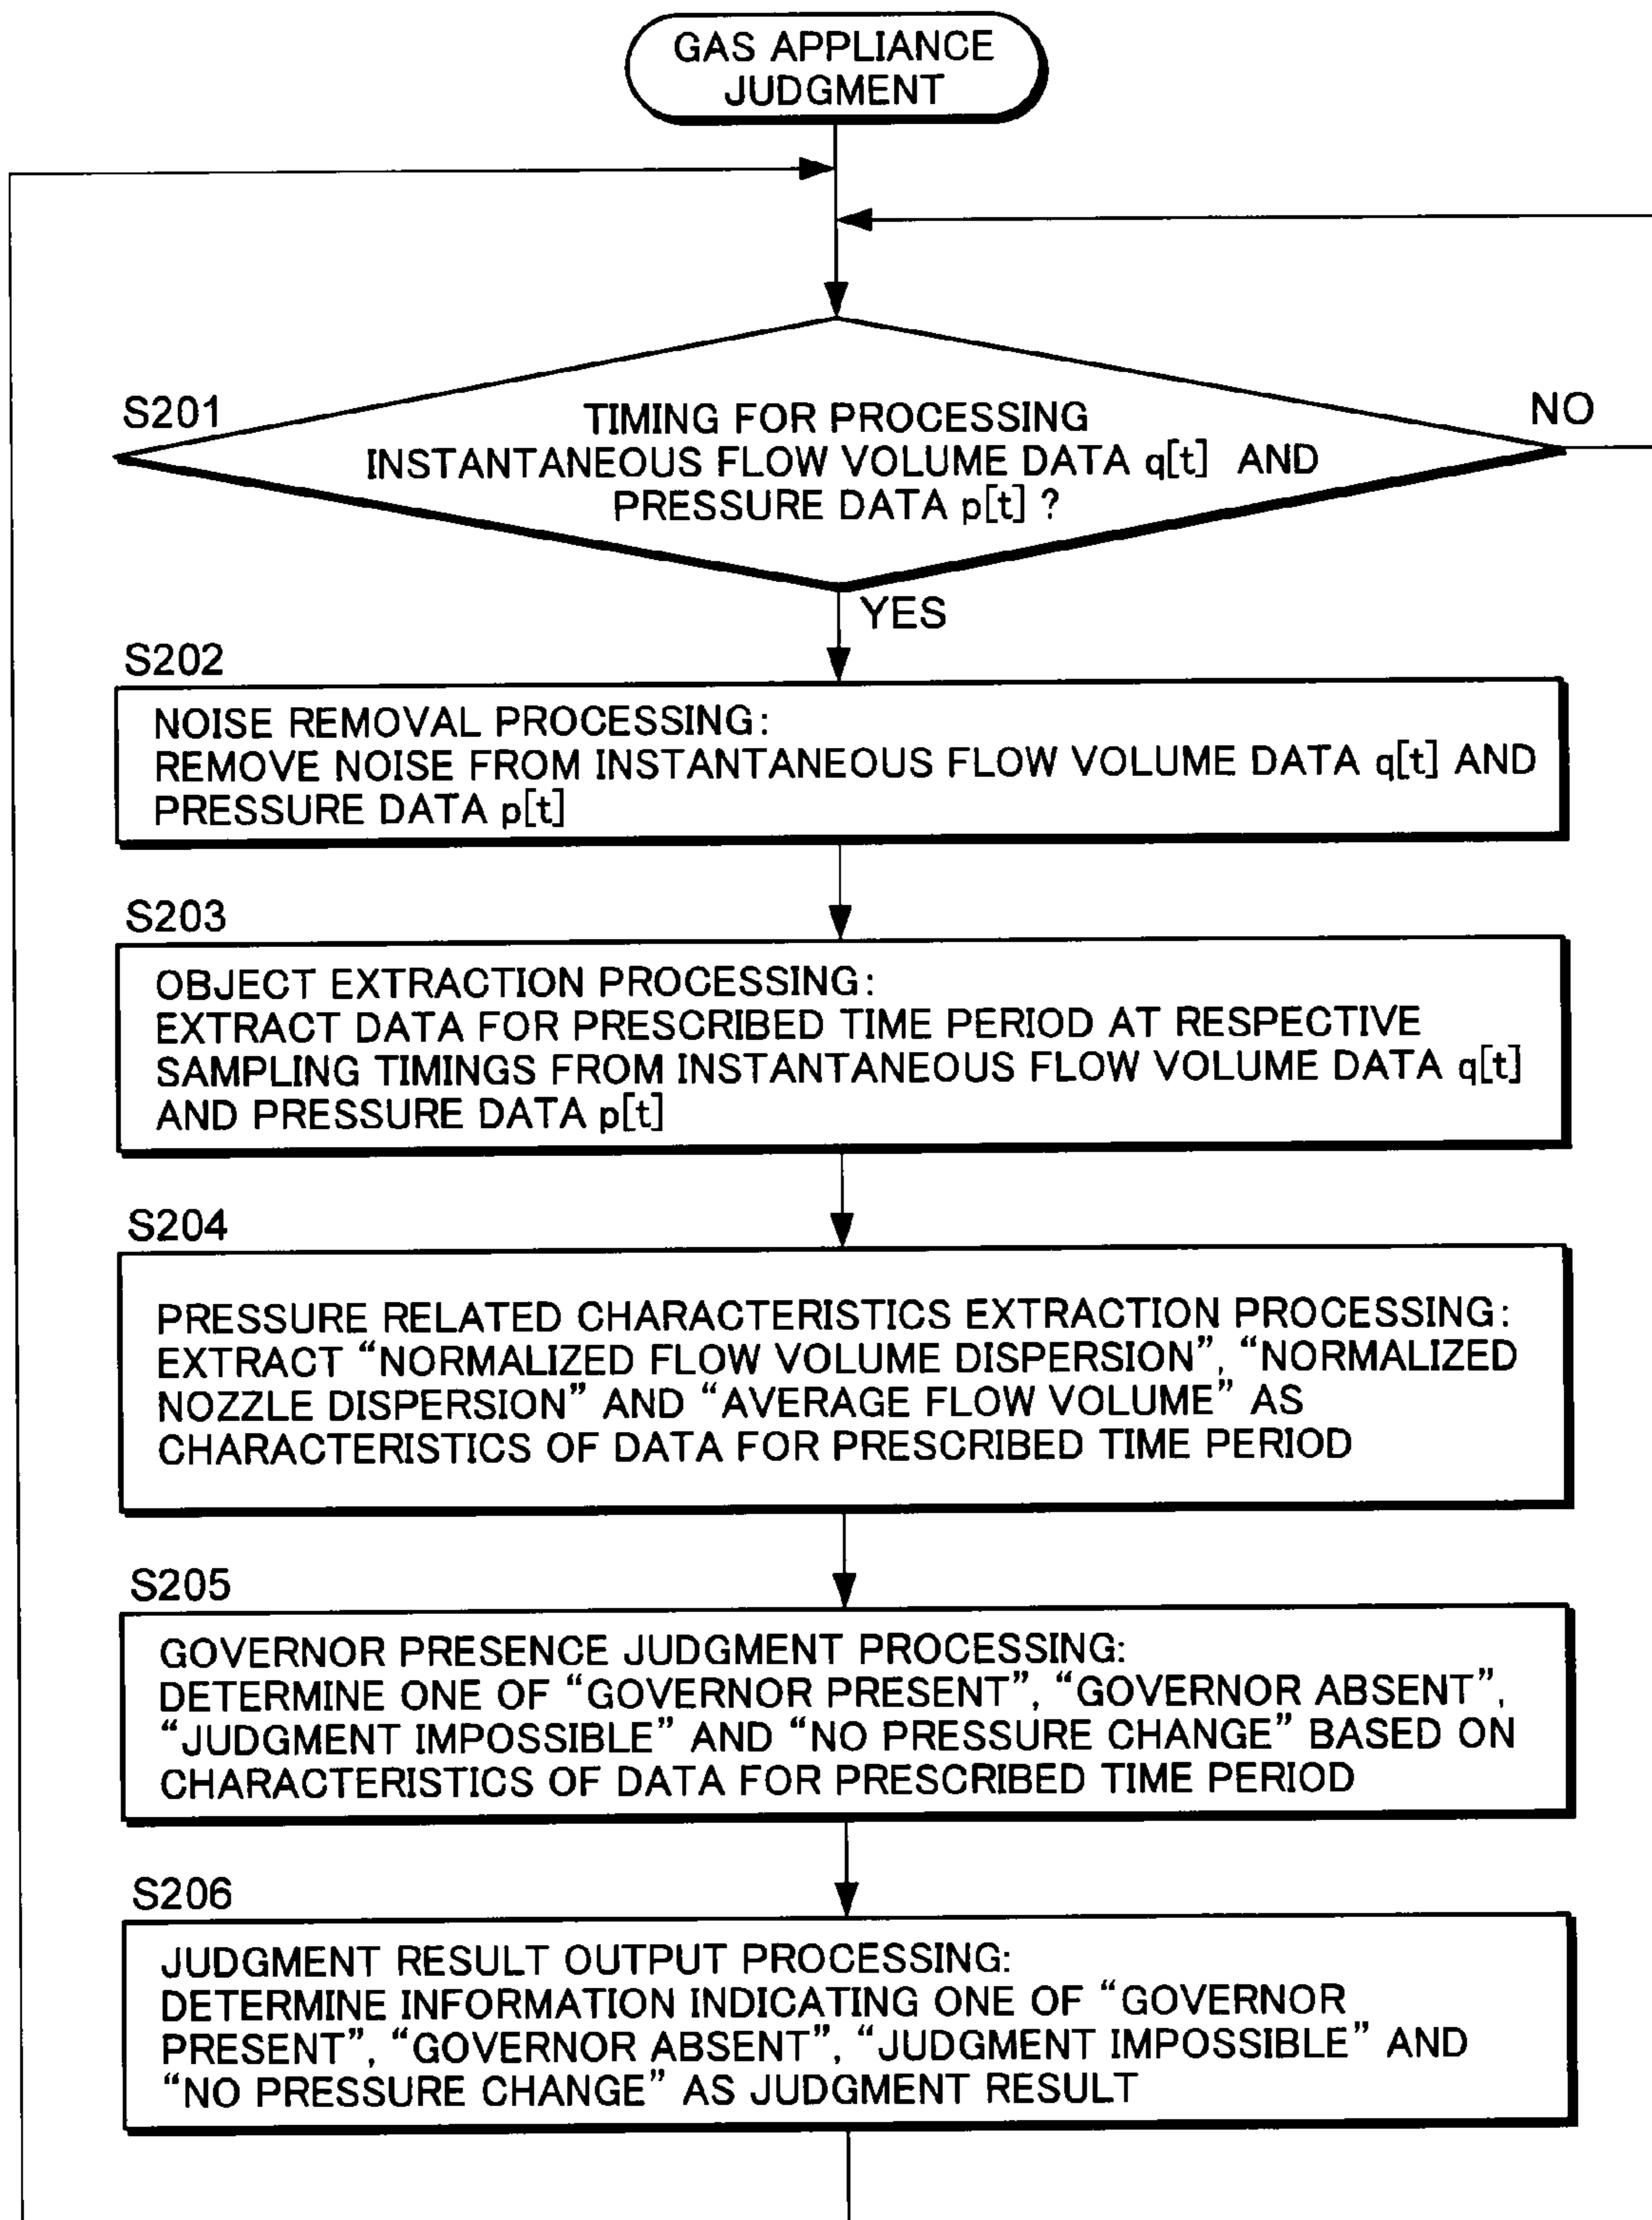 GAS APPLIANCE
JUDGMENT
S201
TIMING FOR PROCESSING
INSTANTANEOUS FLOW VOLUME DATA q[t] AND
PRESSURE DATA p[t] ?
NO
YES
S202
NOISE REMOVAL PROCESSING:
REMOVE NOISE FROM INSTANTANEOUS FLOW VOLUME DATA q[t] AND
PRESSURE DATA p[t]
S203
OBJECT EXTRACTION PROCESSING:
EXTRACT DATA FOR PRESCRIBED TIME PERIOD AT RESPECTIVE
SAMPLING TIMINGS FROM INSTANTANEOUS FLOW VOLUME DATA q[t]
AND PRESSURE DATA p[t]
S204
PRESSURE RELATED CHARACTERISTICS EXTRACTION PROCESSING:
EXTRACT “NORMALIZED FLOW VOLUME DISPERSION”, “NORMALIZED
NOZZLE DISPERSION” AND “AVERAGE FLOW VOLUME” AS
CHARACTERISTICS OF DATA FOR PRESCRIBED TIME PERIOD
S205
GOVERNOR PRESENCE JUDGMENT PROCESSING:
DETERMINE ONE OF “GOVERNOR PRESENT”, “GOVERNOR ABSENT”,
“JUDGMENT IMPOSSIBLE” AND “NO PRESSURE CHANGE” BASED ON
CHARACTERISTICS OF DATA FOR PRESCRIBED TIME PERIOD
S206
JUDGMENT RESULT OUTPUT PROCESSING:
DETERMINE INFORMATION INDICATING ONE OF “GOVERNOR
PRESENT”, “GOVERNOR ABSENT”, “JUDGMENT IMPOSSIBLE” AND
“NO PRESSURE CHANGE” AS JUDGMENT RESULT